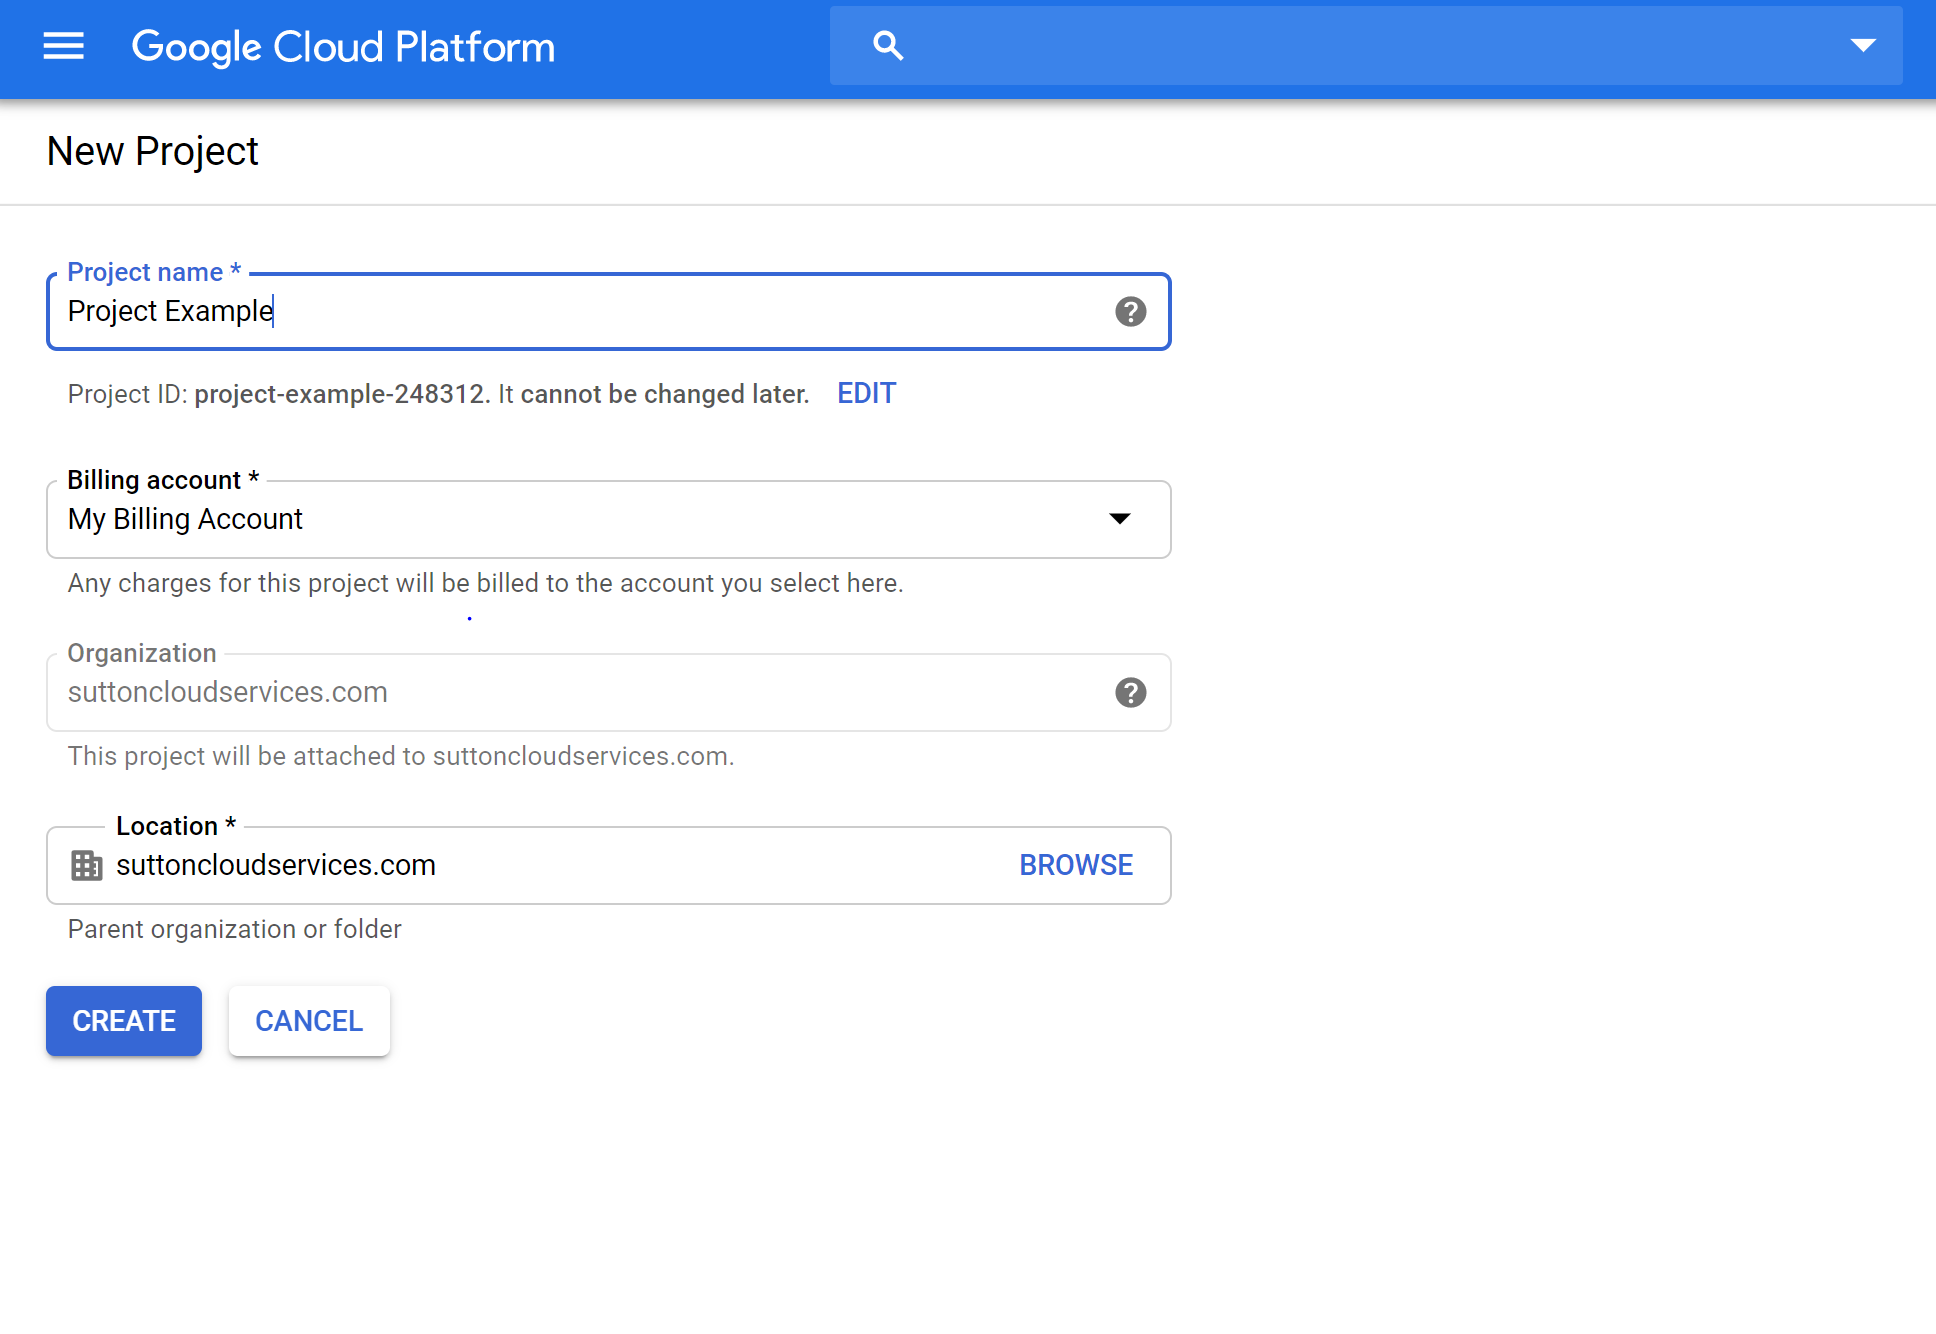 Google Cloud Platform
New Project
Project name *
Project Example
Project ID: project-example-248312. It cannot be changed later. EDIT
Billing account *
My Billing Account
Any charges for this project will be billed to the account you select here.
Organization
suttoncloudservices.com
This project will be attached to suttoncloudservices.com.
Location *
suttoncloudservices.com BROWSE
Parent organization or folder
CREATE CANCEL